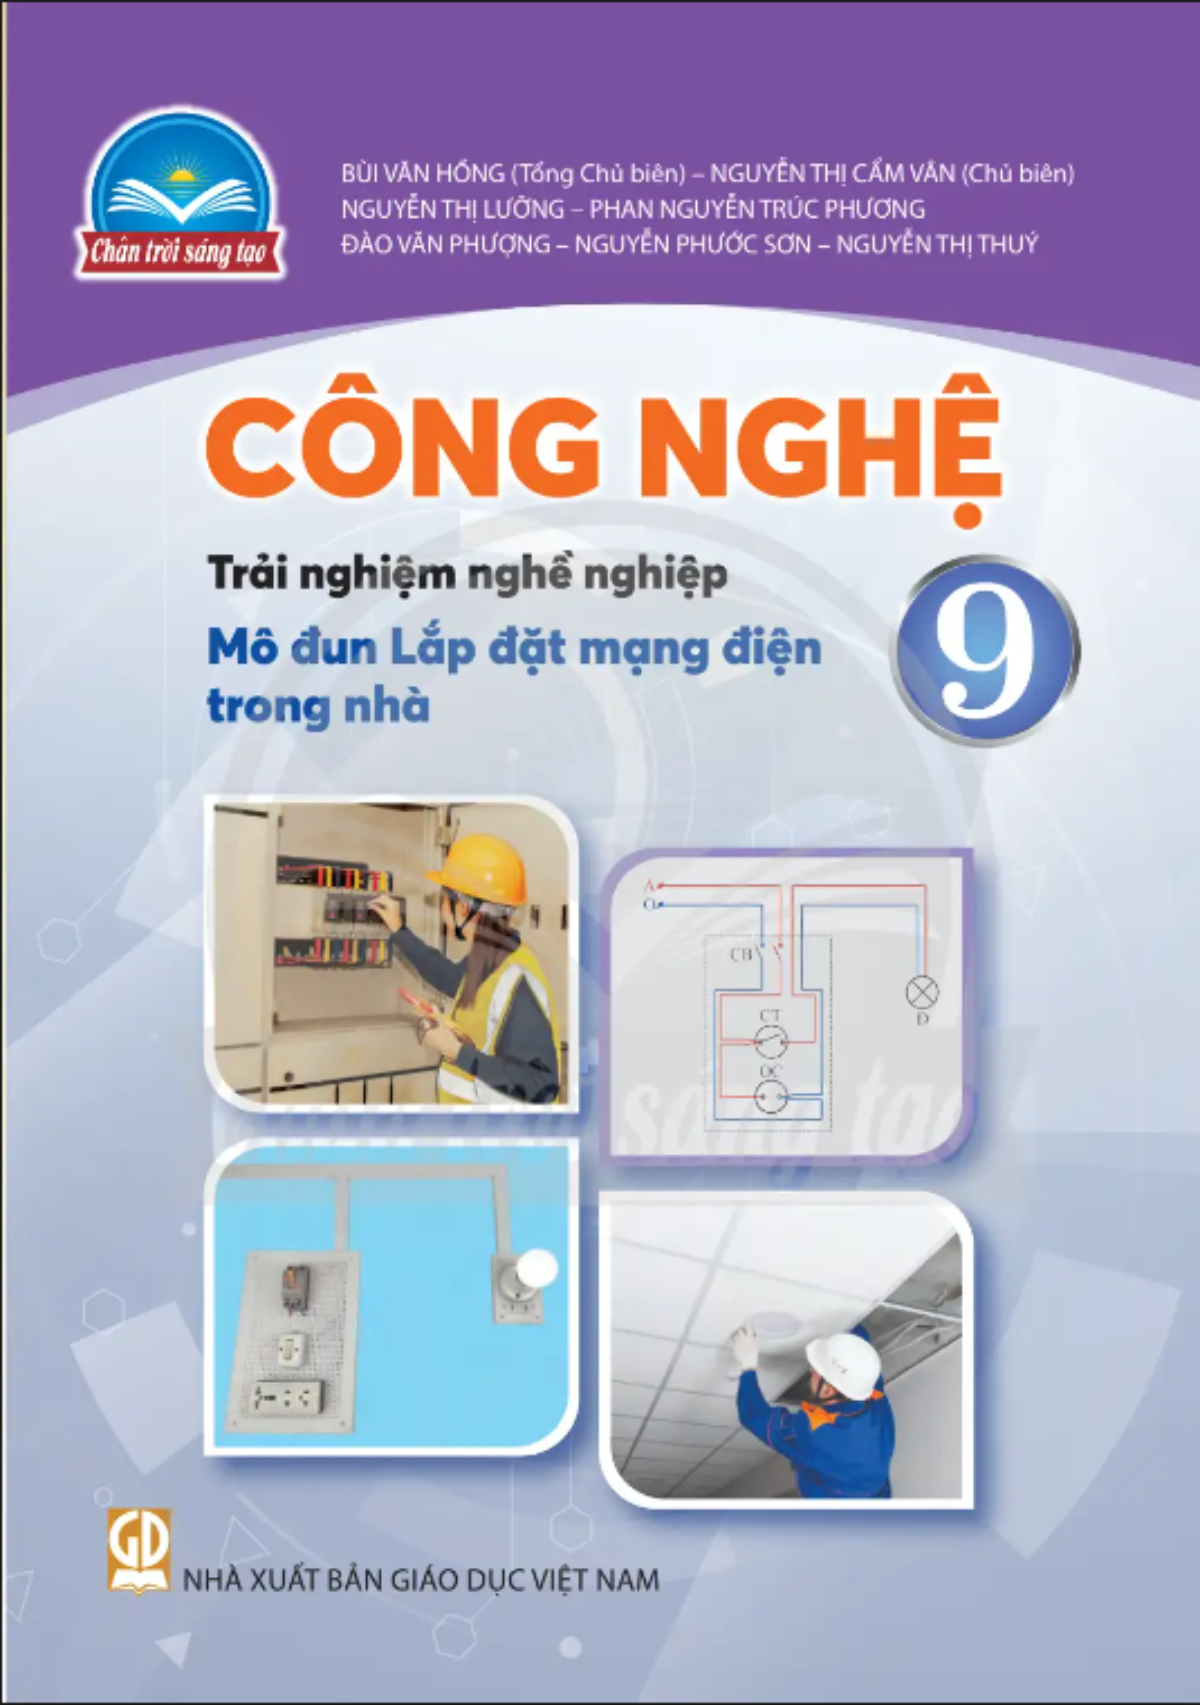 Chân trời sáng tạo
BÙI VĂN HỒNG (Tổng Chủ biên) – NGUYỄN THỊ CẨM VÂN (Chủ biên)
NGUYỄN THỊ LƯỠNG – PHAN NGUYỄN TRÚC PHƯƠNG
ĐÀO VĂN PHƯỢNG – NGUYỄN PHƯỚC SƠN – NGUYỄN THỊ THUÝ
CÔNG NGHỆ
Trải nghiệm nghề nghiệp
Mô đun Lắp đặt mạng điện
trong nhà
9
A
O
CB
CT
Đ
OC
sáng tạo
GD
NHÀ XUẤT BẢN GIÁO DỤC VIỆT NAM